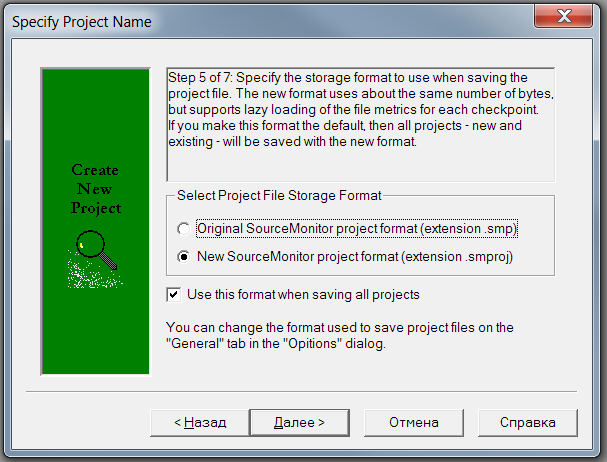 Specify Project Name
Create
New
Project
Step 5 of 7: Specify the storage format to use when saving the
project file. The new format uses about the same number of bytes,
but supports lazy loading of the file metrics for each checkpoint.
If you make this format the default, then all projects - new and
existing - will be saved with the new format.
Select Project File Storage Format
Original SourceMonitor project format (extension .smp)
New SourceMonitor project format (extension .smproj)
Use this format when saving all projects
You can change the format used to save project files on the
"General" tab in the "Opitions" dialog.
< Назад
Далее >
Отмена
Справка